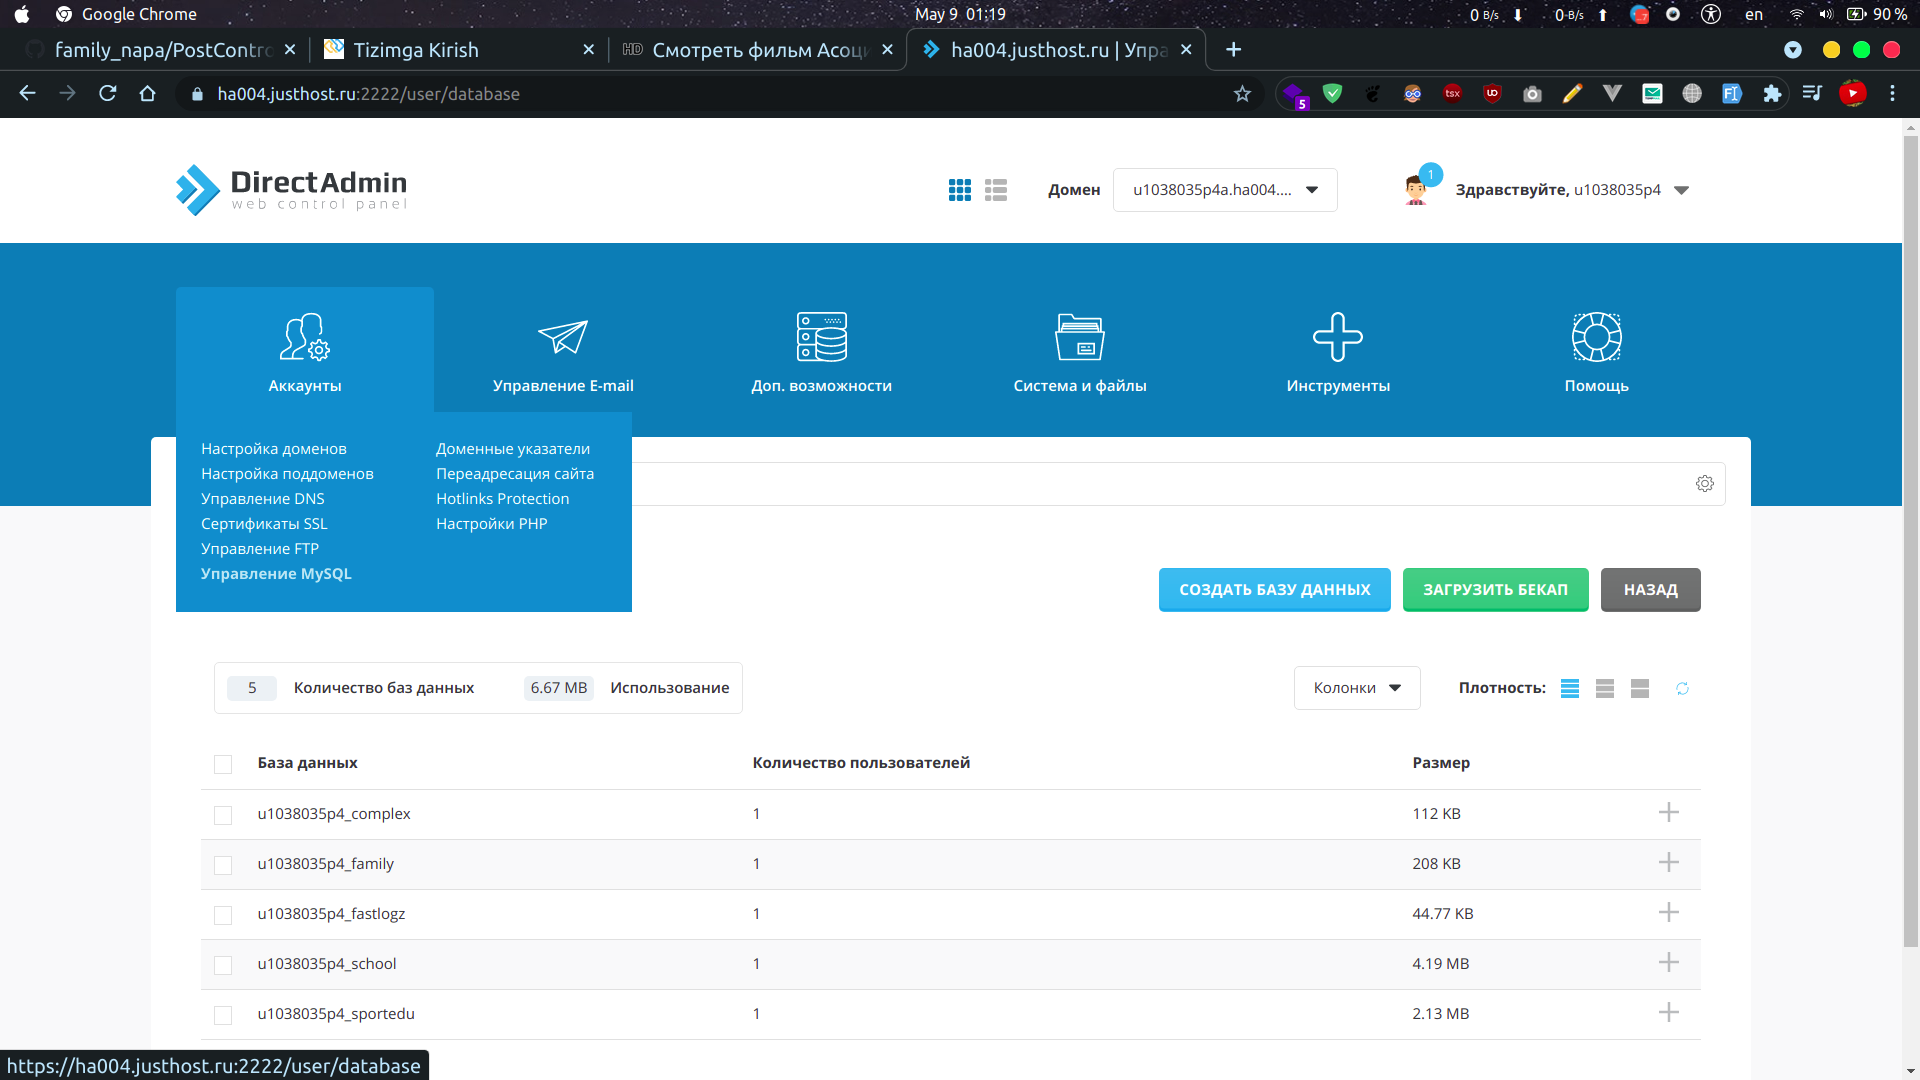 Google Chrome
May 9 01:19
0 B/s 0 B/s en 90 %
family_napa/PostContro
Tizimga Kirish
HD Смотреть фильм Асоци
ha004.justhost.ru | Упра
ha004.justhost.ru:2222/user/database
5
tsx
UD
DirectAdmin
web control panel
Домен
u1038035p4a.ha004....
1
Здравствуйте, u1038035p4
Аккаунты
Управление E-mail
Доп. возможности
Система и файлы
Инструменты
Помощь
Настройка доменов
Настройка поддоменов
Управление DNS
Сертификаты SSL
Управление FTP
Управление MySQL
Доменные указатели
Переадресация сайта
Hotlinks Protection
Настройки PHP
СОЗДАТЬ БАЗУ ДАННЫХ
ЗАГРУЗИТЬ БЕКАП
НАЗАД
5 Количество баз данных 6.67 MB Использование
Колонки
Плотность:
База данных Количество пользователей Размер
u1038035p4_complex 1 112 KB
u1038035p4_family 1 208 KB
u1038035p4_fastlogz 1 44.77 KB
u1038035p4_school 1 4.19 MB
u1038035p4_sportedu 1 2.13 MB
https://ha004.justhost.ru:2222/user/database